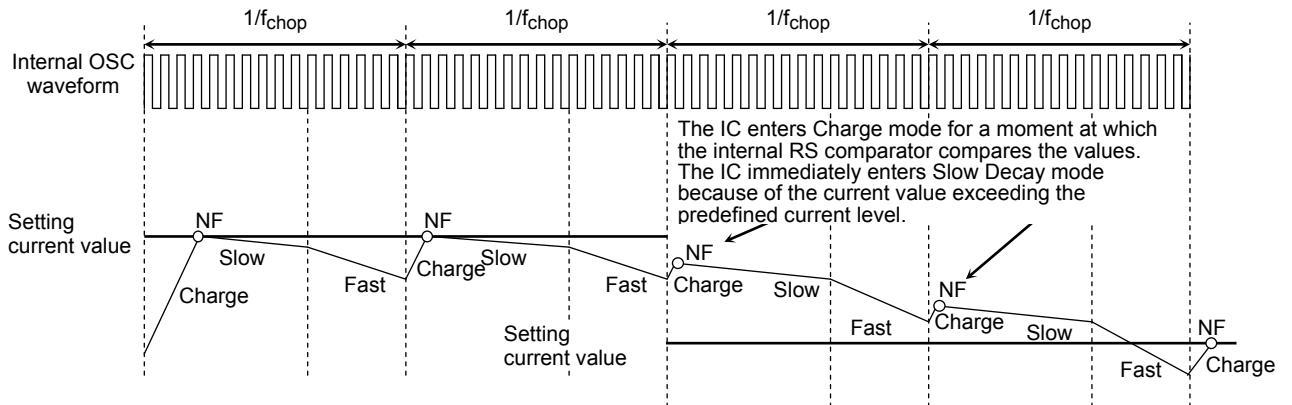 1/fchop 1/fchop 1/fchop 1/fchop
Internal OSC
waveform
The IC enters Charge mode for a moment at which
the internal RS comparator compares the values.
The IC immediately enters Slow Decay mode
because of the current value exceeding the
predefined current level.
Setting
current value
NF
Slow
Charge
Fast
NF
Charge
Slow
Fast
NF
Charge
Slow
Fast
NF
Charge
Slow
Fast
NF
Charge
Setting
current value